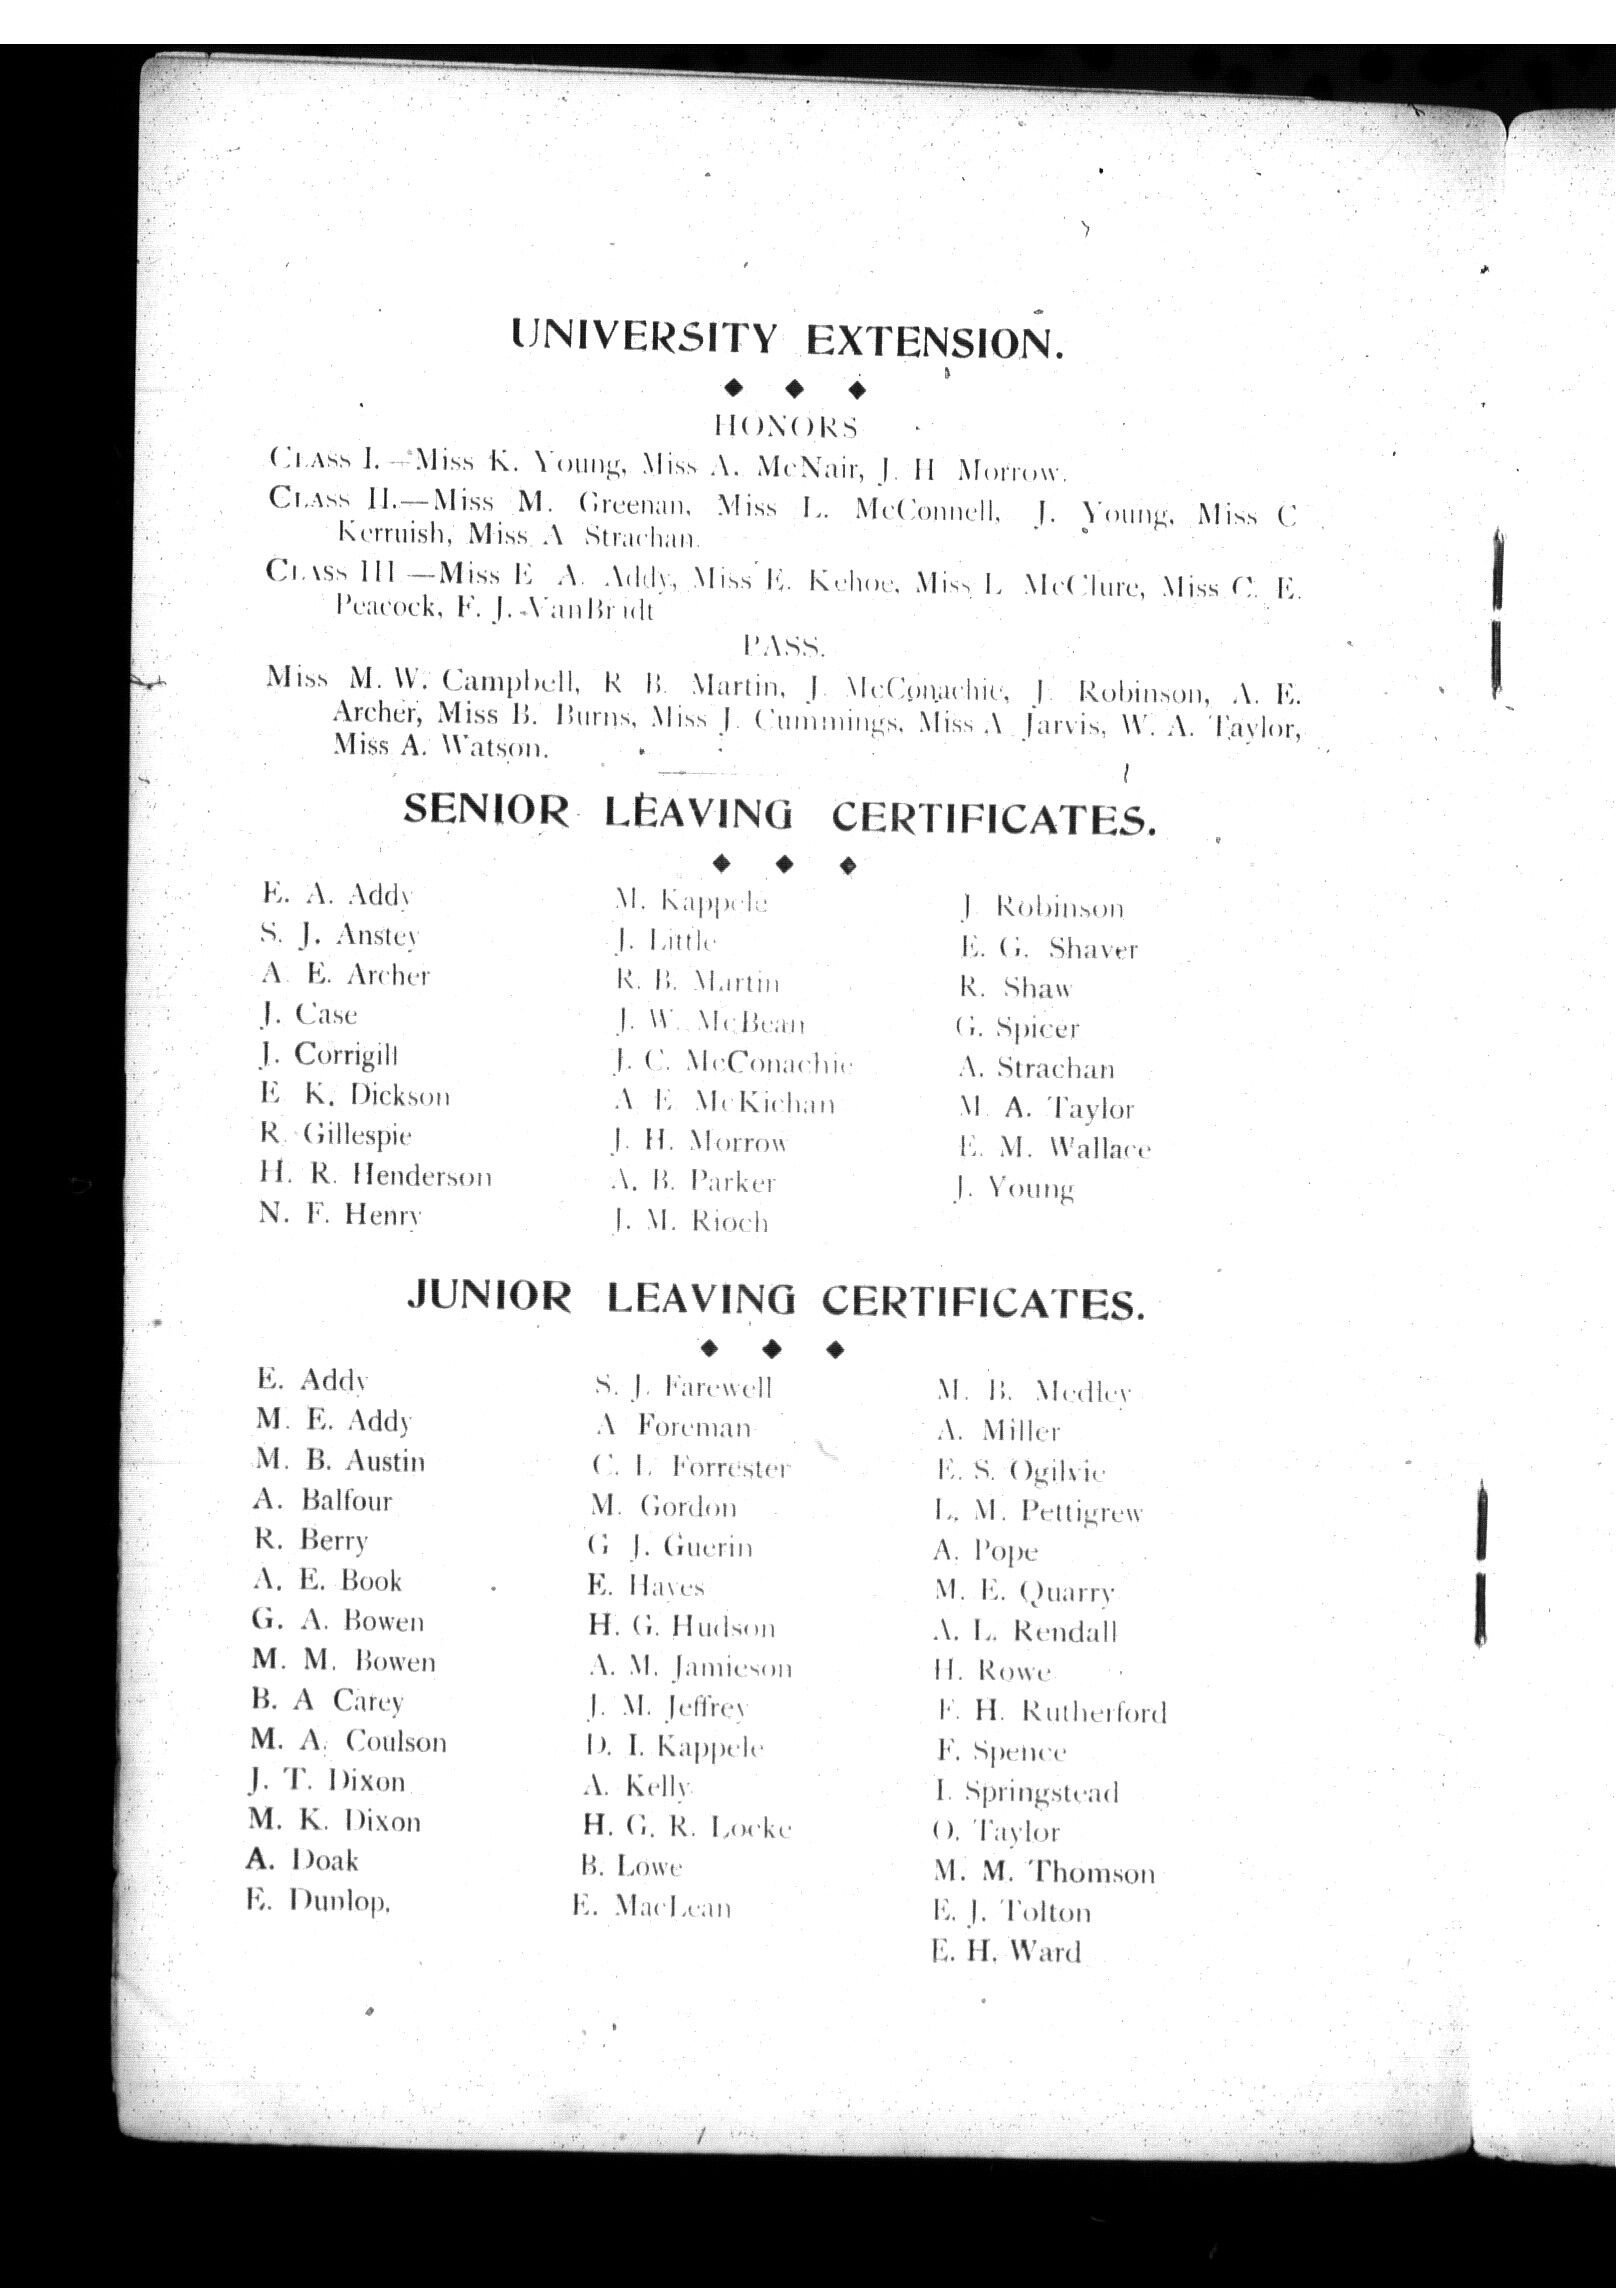 UNIVERSITY EXTENSION.
HONORS
CLASS I.—Miss K. Young, Miss A. McNair, J. H Morrow.
CLASS II.—Miss M. Greenan, Miss L. McConnell, J. Young, Miss C
Kerruish, Miss A Strachan.
CLASS III—Miss E A. Addy, Miss E. Kehoe, Miss L McClure, Miss C. E.
Peacock, F. J.
PASS.
Miss M. W. Campbell, R B. Martin, J. McConachie, J. Robinson, A. E.
Archer, Miss B. Burns, Miss J. Cummings, Miss A Jarvis, W. A. Taylor,
Miss A. Watson.
SENIOR LEAVING CERTIFICATES.
E. A. Addy
S. J. Anstey
A E. Archer
J. Case
J. Corrigill
E K. Dickson
R. Gillespie
H. R. Henderson
N. F. Henry
M. Kappele
J. Little
R. B. Martin
J. W. McBean
J. C. McConachie
A E McKichan
J. H. Morrow
A. B. Parker
J. M. Rioch
J Robinson
E. G. Shaver
R. Shaw
G. Spicer
A. Strachan
M. A. Taylor
E. M. Wallace
J. Young
JUNIOR LEAVING CERTIFICATES.
E. Addy
M. E. Addy
M. B. Austin
A. Balfour
R. Berry
A. E. Book
G. A. Bowen
M. M. Bowen
B. A Carey
M. A. Coulson
J. T. Dixon
M. K. Dixon
A. Doak
E. Dunlop.
S. J. Farewell
A Foreman
C. L Forrester
M. Gordon
G J. Guerin
E. Hayes
H. G. Hudson
A. M. Jamieson
J. M. Jeffrey
D. I. Kappele
A. Kelly
H. G. R. Locke
B. Lowe
E. MacLean
M. B. Medley
A. Miller
E. S. Ogilvie
L. M. Pettigrew
A. Pope
M. E. Quarry
A. L. Rendall
H. Rowe
F. H. Rutherford
F. Spence
I. Springstead
O. Taylor
M. M. Thomson
E. J. Tolton
E. H. Ward